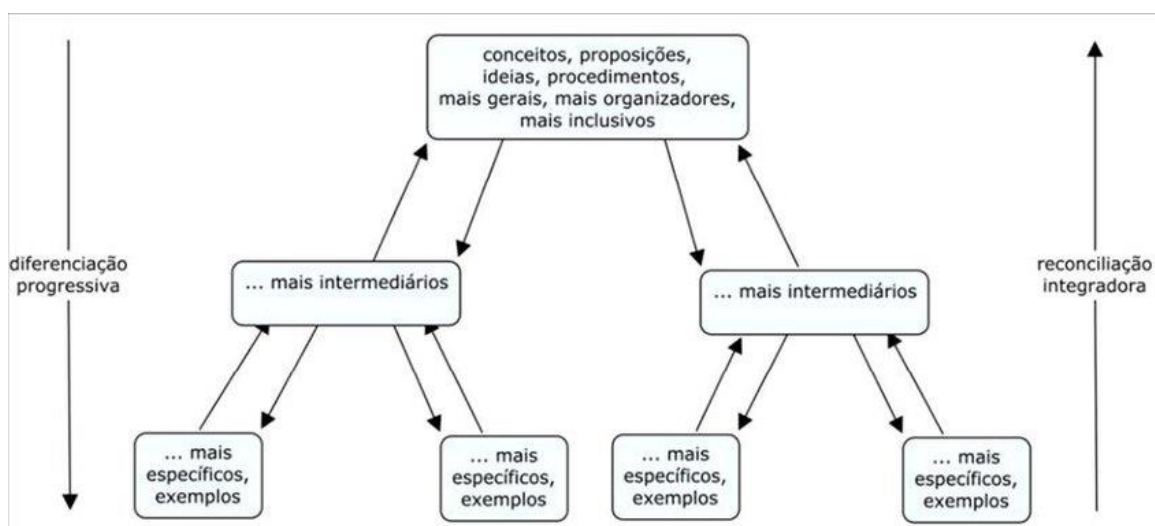 conceitos, proposições,
ideias, procedimentos,
mais gerais, mais organizadores,
mais inclusivos
diferenciação
progressiva
... mais intermediários
... mais intermediários
reconciliação
integradora
... mais
específicos,
exemplos
... mais
específicos,
exemplos
... mais
específicos,
exemplos
... mais
específicos,
exemplos